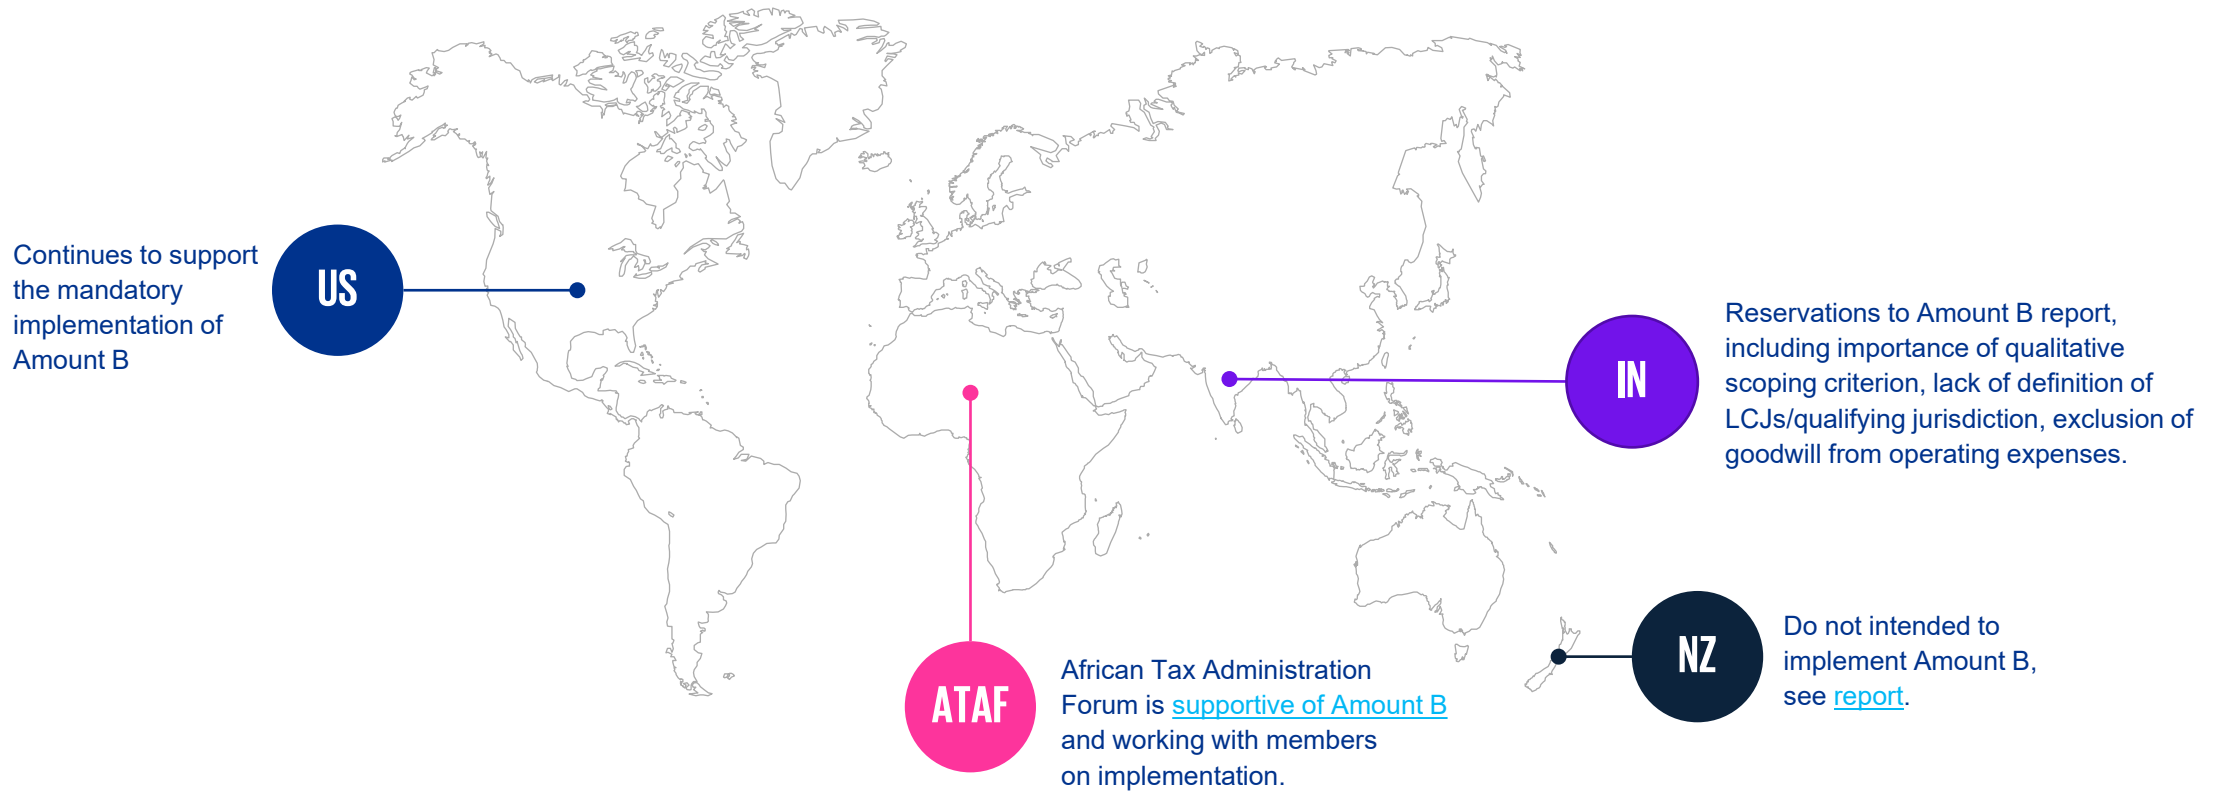 Continues to support
the mandatory
implementation of
Amount B
US
IN
Reservations to Amount B report,
including importance of qualitative
scoping criterion, lack of definition of
LCJs/qualifying jurisdiction, exclusion of
goodwill from operating expenses.
ATAF
African Tax Administration
Forum is supportive of Amount B
and working with members
on implementation.
NZ
Do not intended to
implement Amount B,
see report.